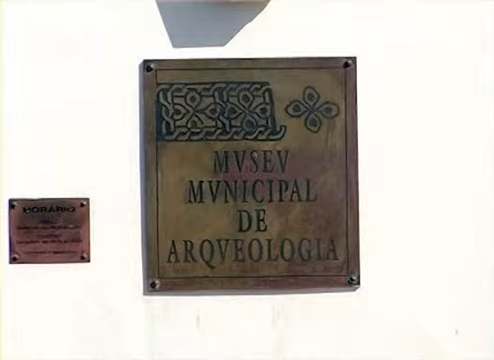 MVSEV
MVNICIPAL
DE
ARQVEOLOGIA
HORÁRIO